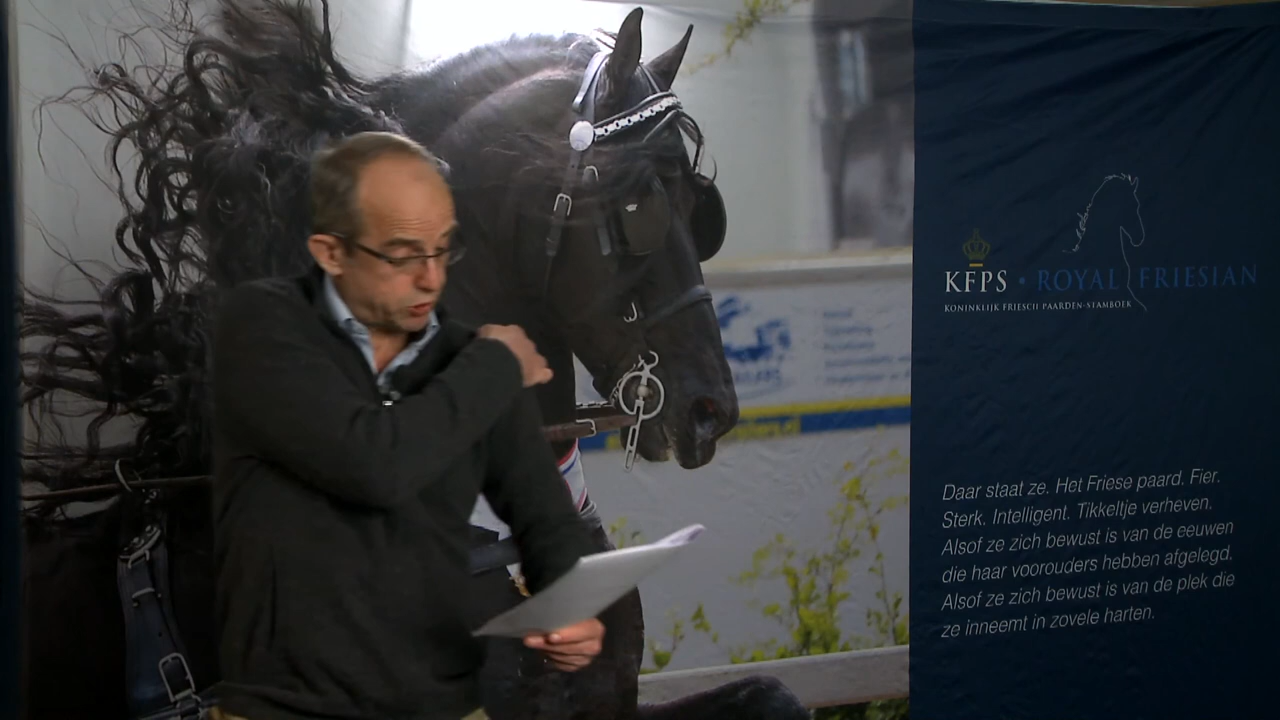 KFPS • ROYAL FRIESIAN
KONINKLIJK FRIESCH PAARDEN-STAMBOEK
Daar staat ze. Het Friese paard. Fier.
Sterk. Intelligent. Tikkeltje verheven.
Alsof ze zich bewust is van de eeuwen
die haar voorouders hebben afgelegd.
Alsof ze zich bewust is van de plek die
ze inneemt in zovele harten.